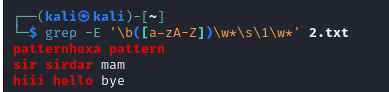 ┌──(kali㉿kali)-[~]
└─$ grep -E '\b([a-zA-Z])\w*\s\1\w*' 2.txt
patternhexa pattern
sir sirdar mam
hiii hello bye